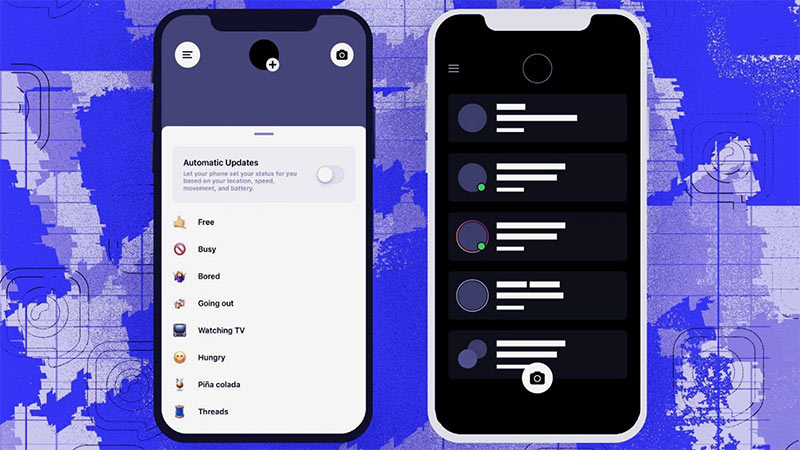 Automatic Updates
Let your phone set your status for you
based on your location, speed,
movement, and battery.
Free
Busy
Bored
Going out
Watching TV
Hungry
Piña colada
Threads